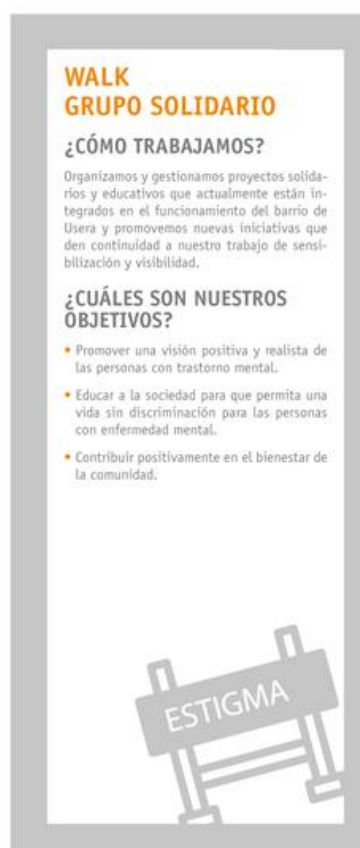 WALK
GRUPO SOLIDARIO
¿CÓMO TRABAJAMOS?
Organizamos y gestionamos proyectos solida-
rios y educativos que actualmente están in-
tegrados en el funcionamiento del barrio de
Usera y promovemos nuevas iniciativas que
den continuidad a nuestro trabajo de sensi-
bilización y visibilidad.
¿CUÁLES SON NUESTROS
OBJETIVOS?
• Promover una visión positiva y realista de
las personas con trastorno mental.
• Educar a la sociedad para que permita una
vida sin discriminación para las personas
con enfermedad mental.
• Contribuir positivamente en el bienestar de
la comunidad.
ESTIGMA